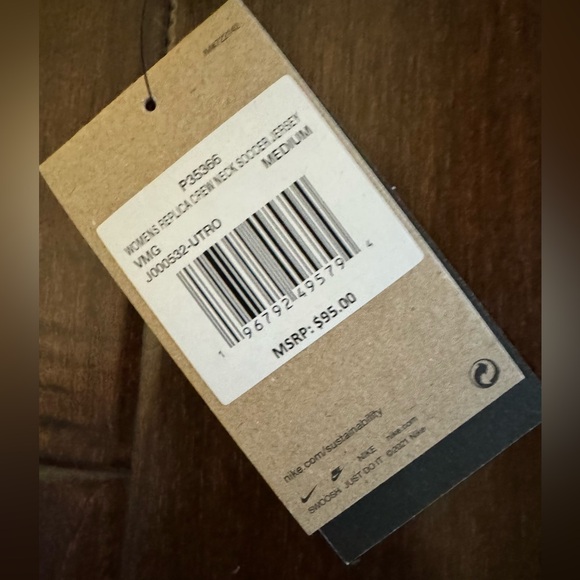 P35366
WOMENS REPLICA CREW NECK SOCCER JERSEY
VMG MEDIUM
J000532-UTRO
1 96792 49579 4
MSRP: $95.00
nike.com/sustainability
NIKE nike.com
SWOOSH JUST DO IT ©2021 Nike